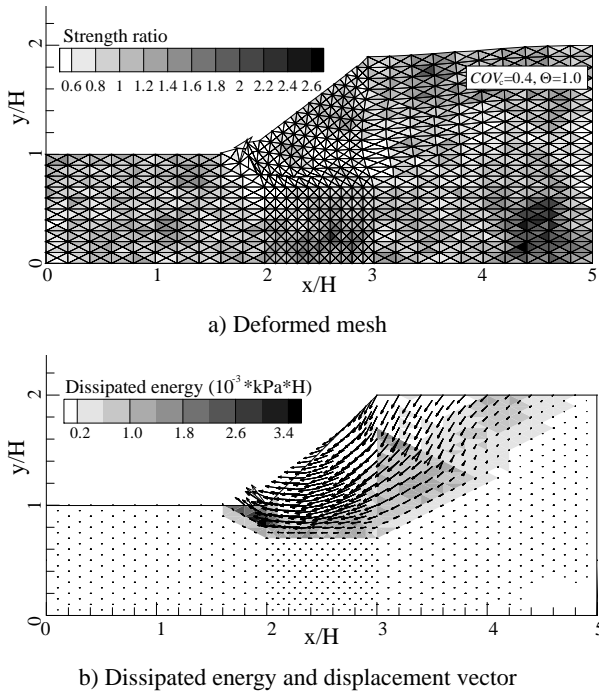 Strength ratio
0.6 0.8 1 1.2 1.4 1.6 1.8 2 2.2 2.4 2.6
COVc=0.4, Θ=1.0
2
1
0
y/H
0 1 2 3 4 5
x/H
a) Deformed mesh
Dissipated energy (10⁻³*kPa*H)
0.2 1.0 1.8 2.6 3.4
2
1
0
y/H
0 1 2 3 4 5
x/H
b) Dissipated energy and displacement vector